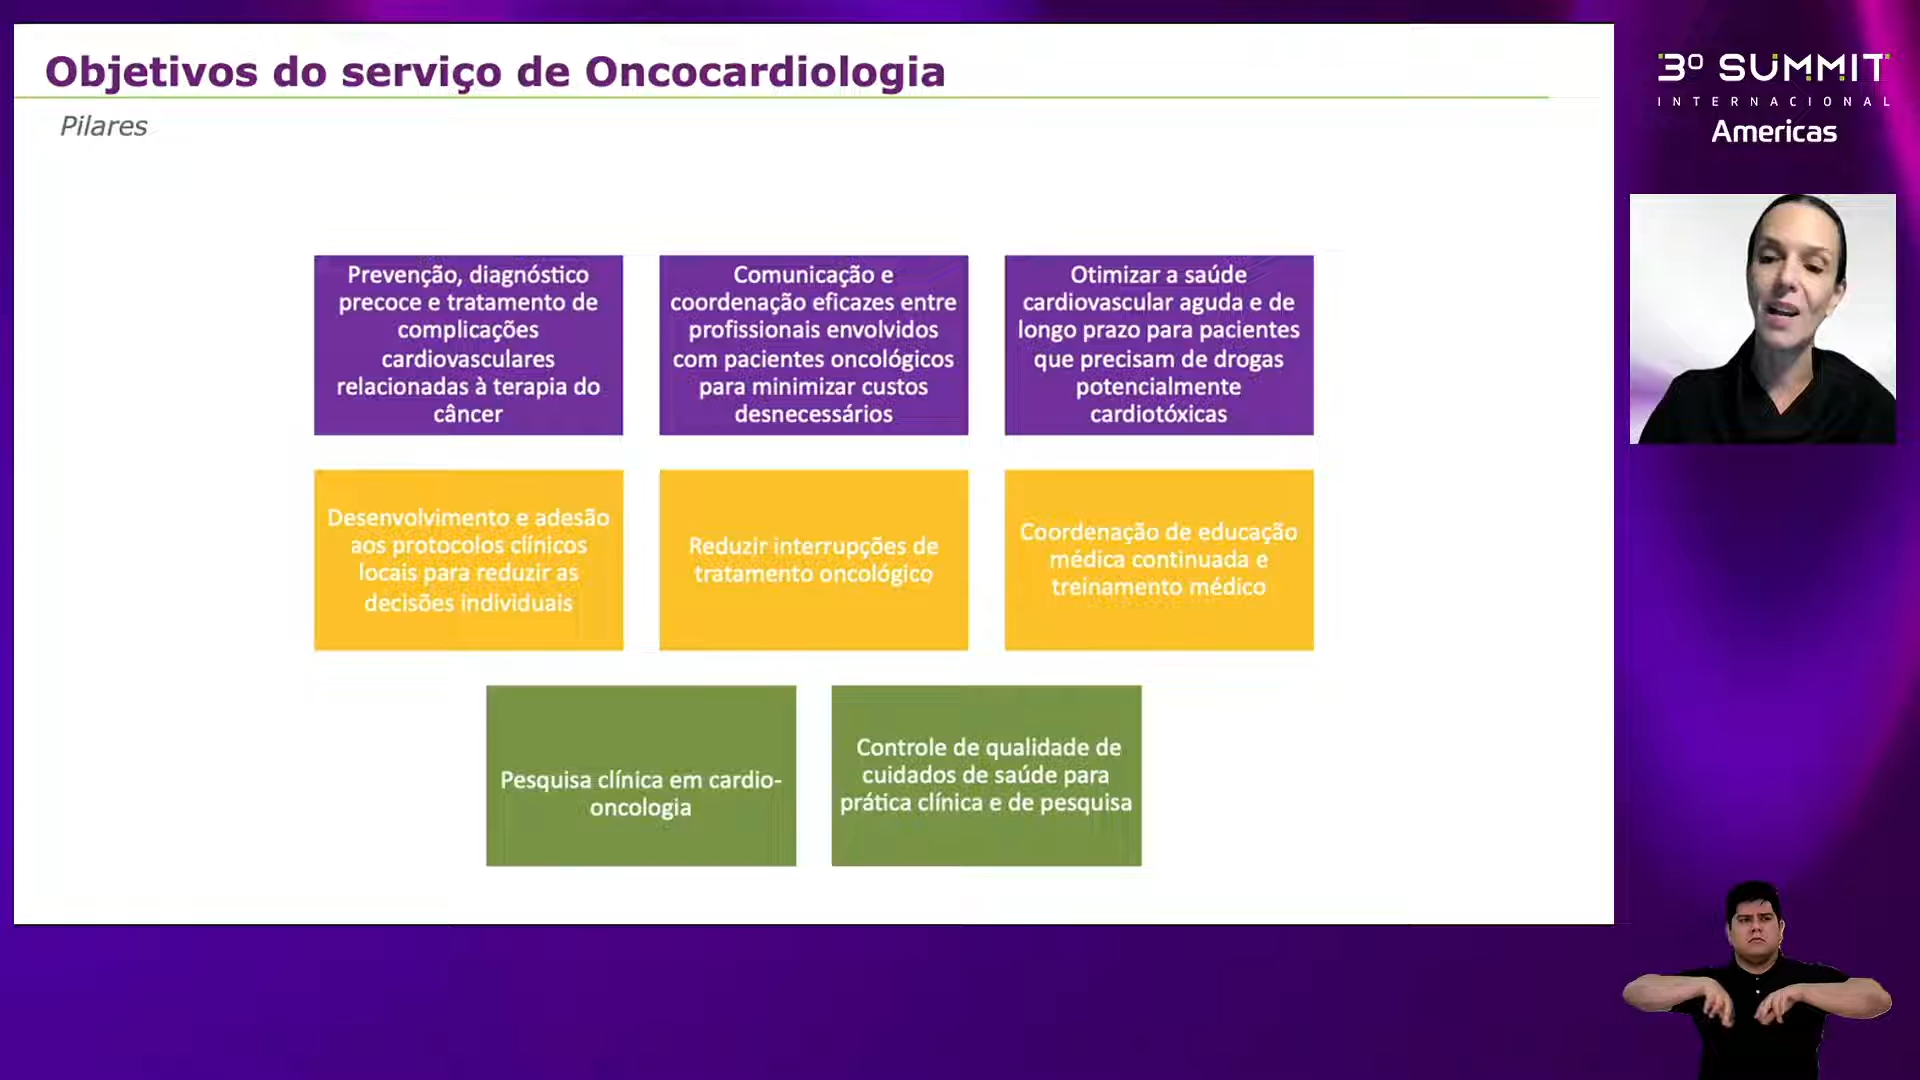 Objetivos do serviço de Oncocardiologia
Pilares
Prevenção, diagnóstico
precoce e tratamento de
complicações
cardiovasculares
relacionadas à terapia do
câncer
Comunicação e
coordenação eficazes entre
profissionais envolvidos
com pacientes oncológicos
para minimizar custos
desnecessários
Otimizar a saúde
cardiovascular aguda e de
longo prazo para pacientes
que precisam de drogas
potencialmente
cardiotóxicas
Desenvolvimento e adesão
aos protocolos clínicos
locais para reduzir as
decisões individuais
Reduzir interrupções de
tratamento oncológico
Coordenação de educação
médica continuada e
treinamento médico
Pesquisa clínica em cardio-
oncologia
Controle de qualidade de
cuidados de saúde para
prática clínica e de pesquisa
3º SUMMIT
INTERNACIONAL
Americas